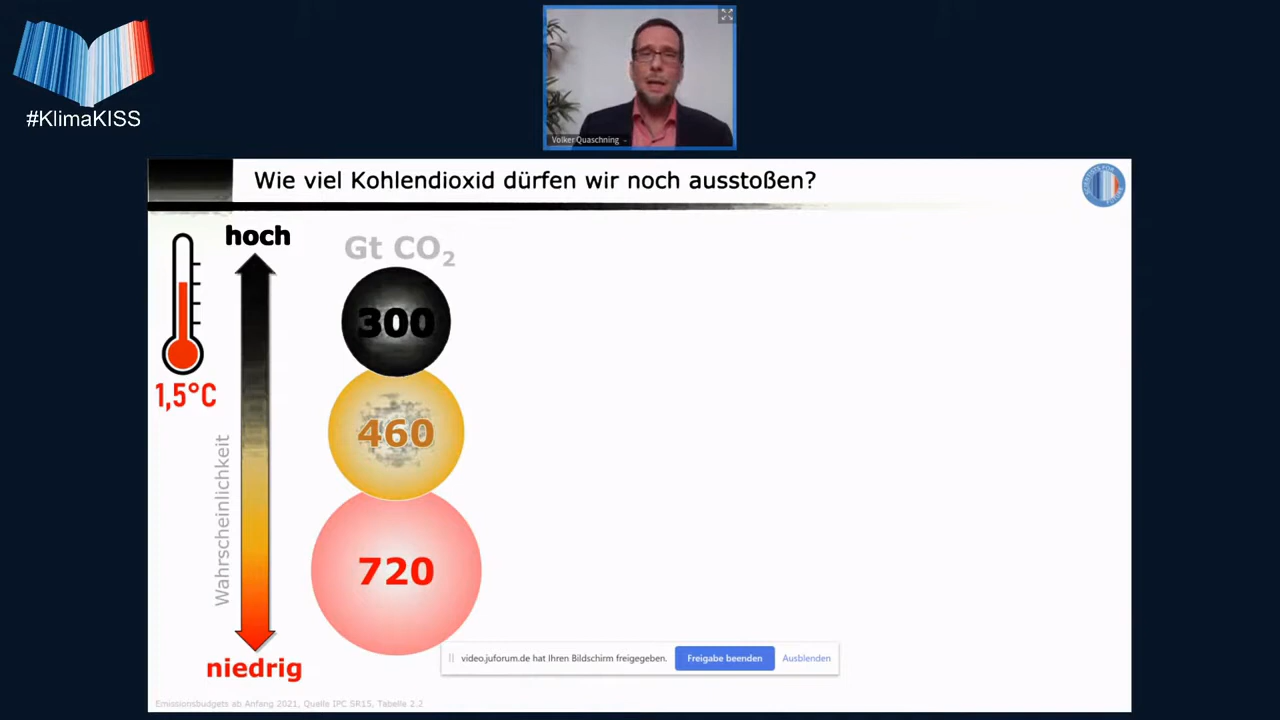 #KlimaKISS
Volker Quaschning
Wie viel Kohlendioxid dürfen wir noch ausstoßen?
hoch
Gt CO₂
300
1,5°C
460
Wahrscheinlichkeit
720
niedrig
video.juforum.de hat Ihren Bildschirm freigegeben.
Freigabe beenden
Ausblenden
Emissionsbudgets ab Anfang 2021, Quelle IPC SR15, Tabelle 2.2